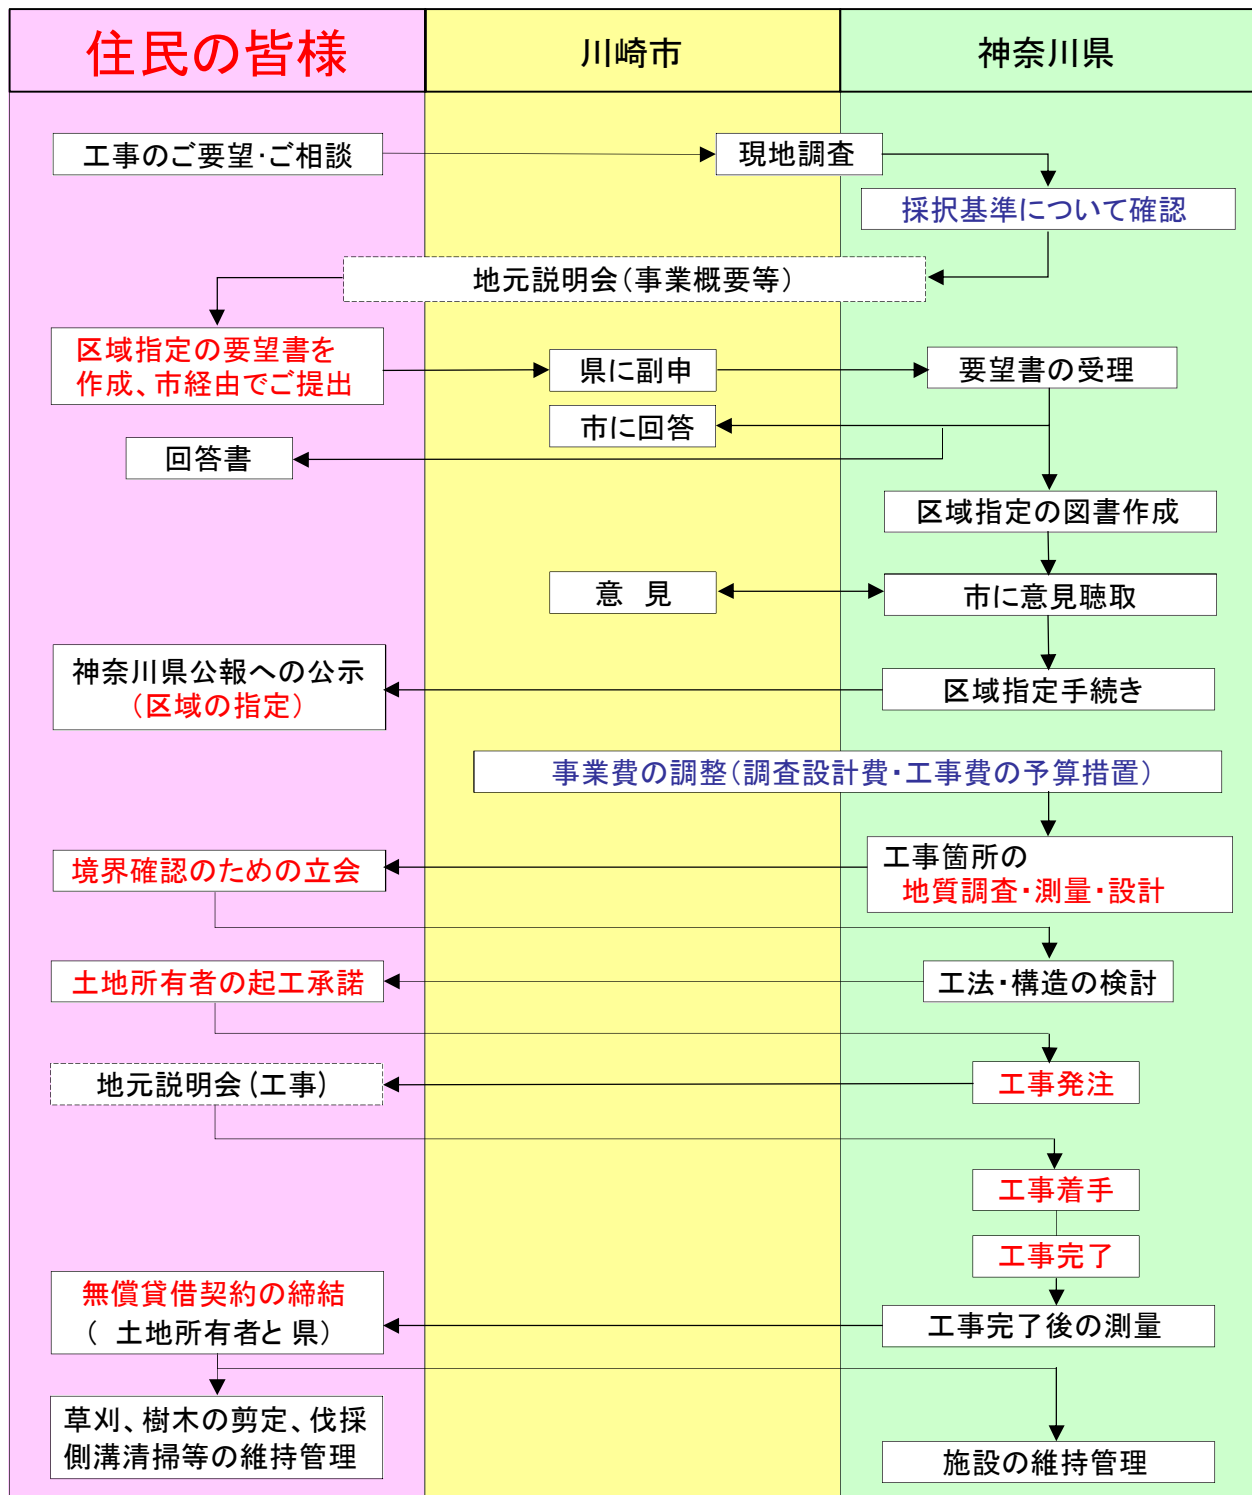 住民の皆様
川崎市
神奈川県
工事のご要望・ご相談
現地調査
採択基準について確認
地元説明会（事業概要等）
区域指定の要望書を
作成、市経由でご提出
県に副申
要望書の受理
市に回答
回答書
区域指定の図書作成
意　見
市に意見聴取
神奈川県公報への公示
（区域の指定）
区域指定手続き
事業費の調整（調査設計費・工事費の予算措置）
境界確認のための立会
工事箇所の
地質調査・測量・設計
土地所有者の起工承諾
工法・構造の検討
地元説明会（工事）
工事発注
工事着手
工事完了
無償貸借契約の締結
（ 土地所有者と 県）
工事完了後の測量
草刈、樹木の剪定、伐採
側溝清掃等の維持管理
施設の維持管理